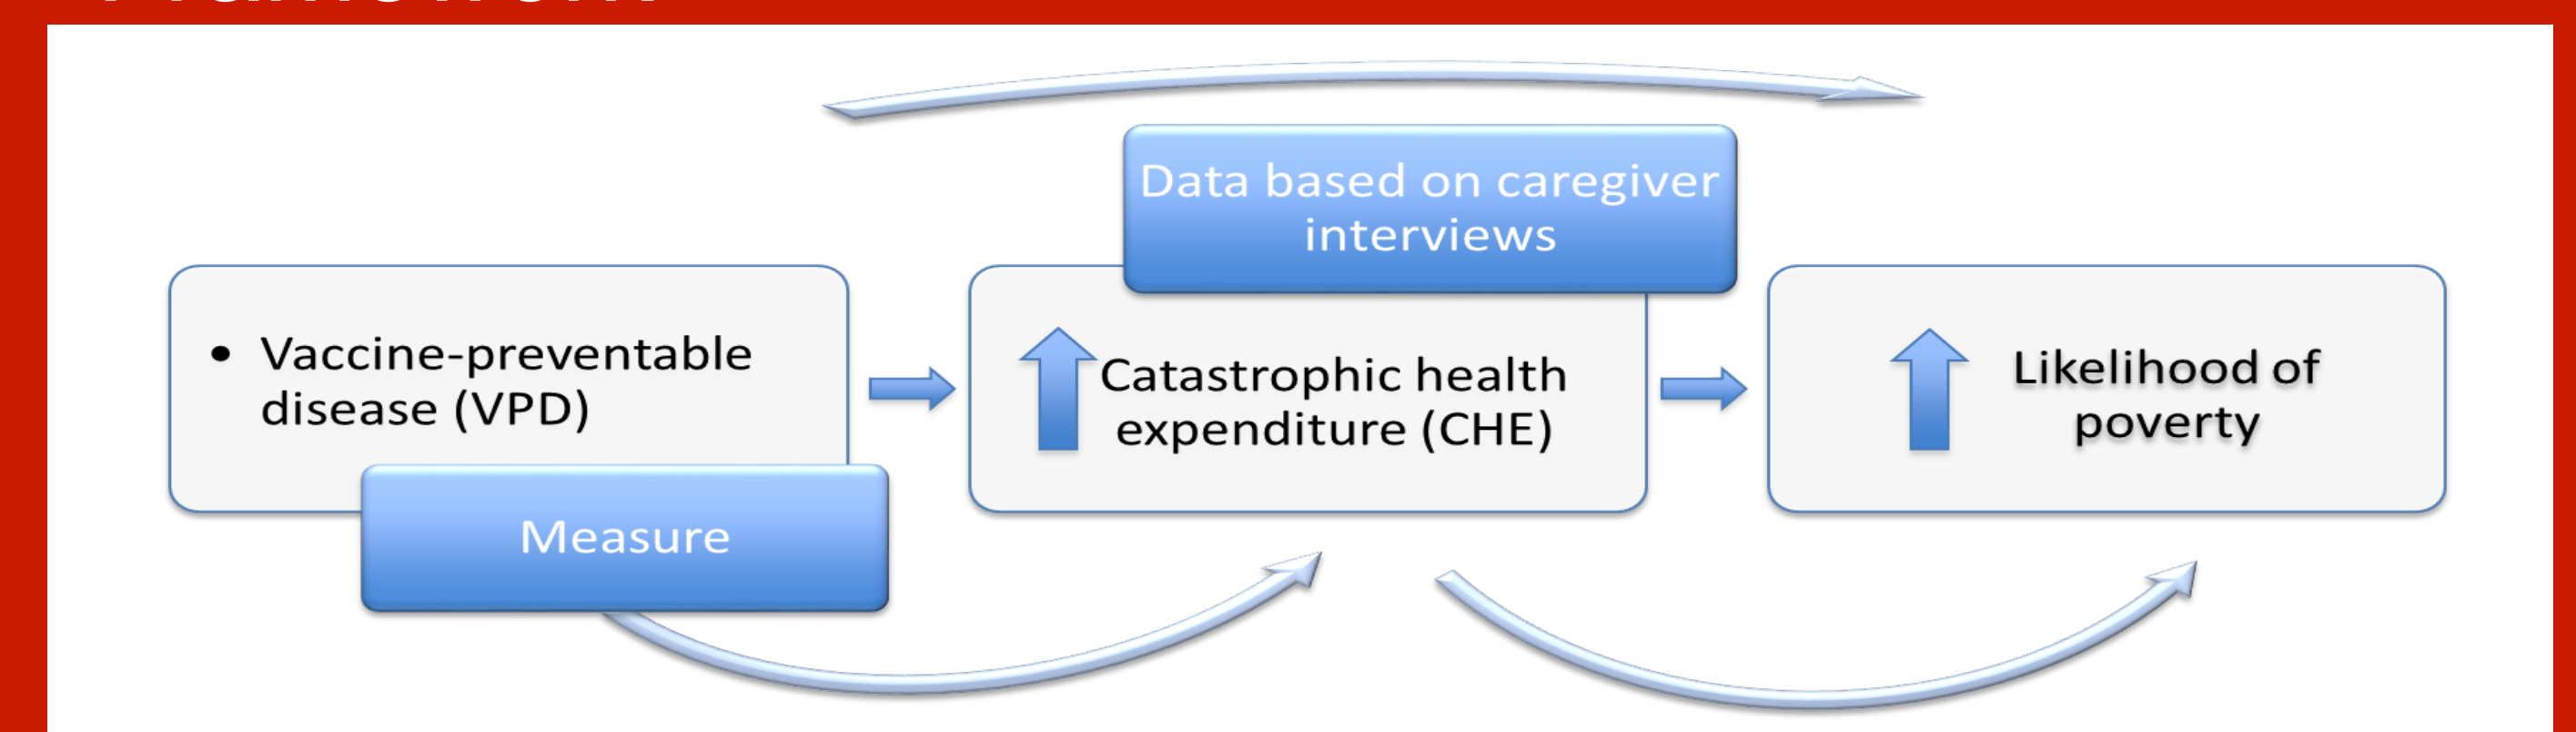 Data based on caregiver
interviews
• Vaccine-preventable
disease (VPD)
Measure
Catastrophic health
expenditure (CHE)
Likelihood of
poverty